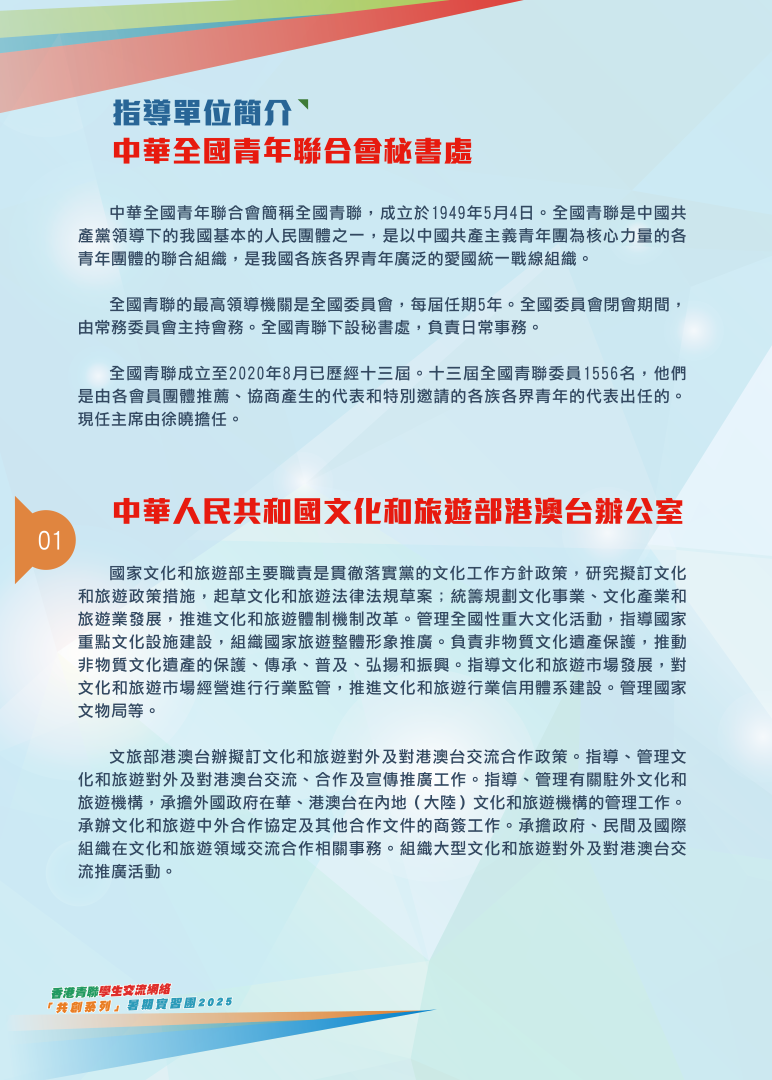 指導單位簡介
中華全國青年聯合會秘書處
中華全國青年聯合會簡稱全國青聯，成立於1949年5月4日。全國青聯是中國共
產黨領導下的我國基本的人民團體之一，是以中國共產主義青年團為核心力量的各
青年團體的聯合組織，是我國各族各界青年廣泛的愛國統一戰線組織。
全國青聯的最高領導機關是全國委員會，每屆任期5年。全國委員會閉會期間，
由常務委員會主持會務。全國青聯下設秘書處，負責日常事務。
全國青聯成立至2020年8月已歷經十三屆。十三屆全國青聯委員1556名，他們
是由各會員團體推薦、協商產生的代表和特別邀請的各族各界青年的代表出任的。
現任主席由徐曉擔任。
中華人民共和國文化和旅遊部港澳台辦公室
01
國家文化和旅遊部主要職責是貫徹落實黨的文化工作方針政策，研究擬訂文化
和旅遊政策措施，起草文化和旅遊法律法規草案；統籌規劃文化事業、文化產業和
旅遊業發展，推進文化和旅遊體制機制改革。管理全國性重大文化活動，指導國家
重點文化設施建設，組織國家旅遊整體形象推廣。負責非物質文化遺產保護，推動
非物質文化遺產的保護、傳承、普及、弘揚和振興。指導文化和旅遊市場發展，對
文化和旅遊市場經營進行行業監管，推進文化和旅遊行業信用體系建設。管理國家
文物局等。
文旅部港澳台辦擬訂文化和旅遊對外及對港澳台交流合作政策。指導、管理文
化和旅遊對外及對港澳台交流、合作及宣傳推廣工作。指導、管理有關駐外文化和
旅遊機構，承擔外國政府在華、港澳台在內地（大陸）文化和旅遊機構的管理工作。
承辦文化和旅遊中外合作協定及其他合作文件的商簽工作。承擔政府、民間及國際
組織在文化和旅遊領域交流合作相關事務。組織大型文化和旅遊對外及對港澳台交
流推廣活動。
香港青聯學生交流網絡
「共創系列」暑期實習團2025